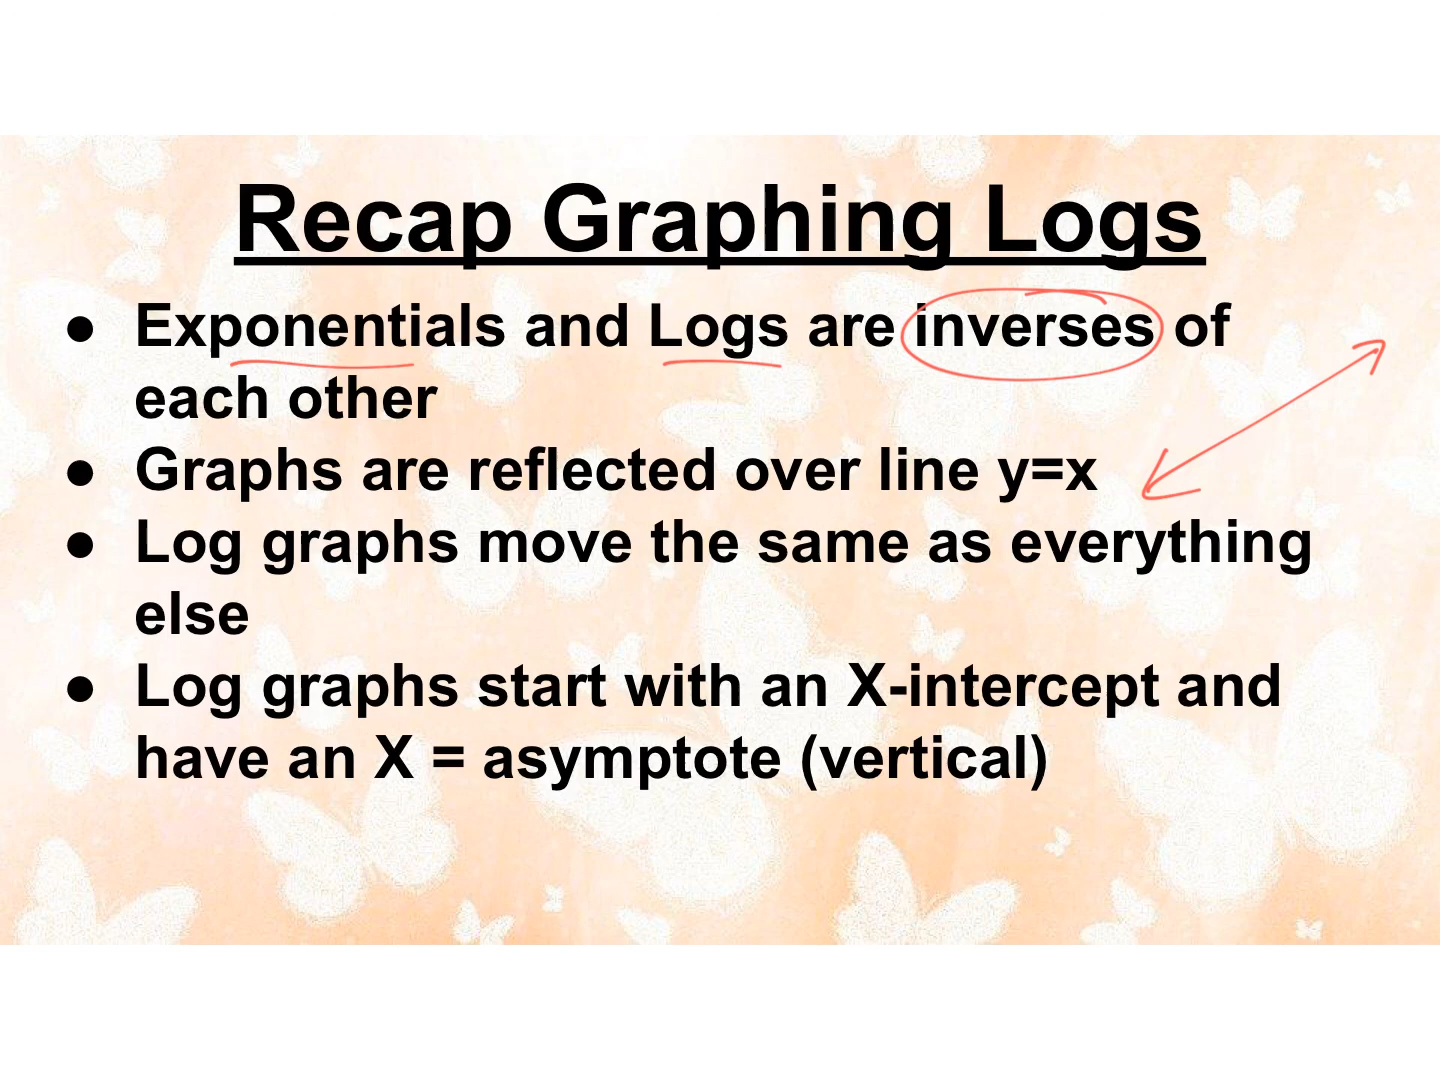 Recap Graphing Logs
● Exponentials and Logs are inverses of
each other
● Graphs are reflected over line y=x
● Log graphs move the same as everything
else
● Log graphs start with an X-intercept and
have an X = asymptote (vertical)